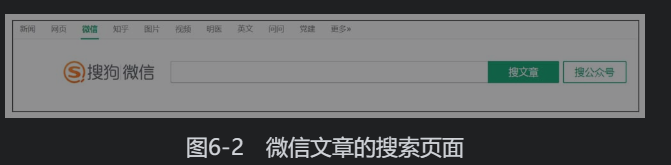 新闻 网页 微信 知乎 图片 视频 明医 英文 问问 党建 更多»
搜狗 微信 搜文章 搜公众号
图6-2 微信文章的搜索页面